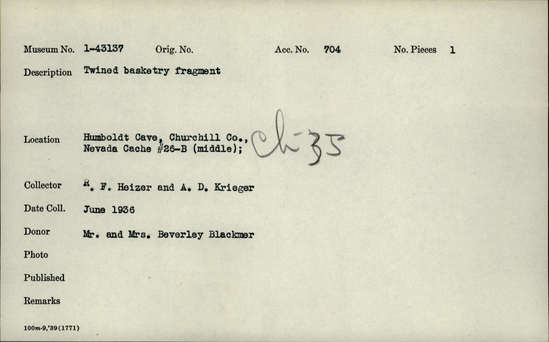 Museum No. 1-43137 Orig. No. Acc. No. 704 No. Pieces 1
Description Twined basketry fragment
Location Humboldt Cave, Churchill Co.,
Nevada Cache #26-B (middle); Ch-35
Collector R. F. Heizer and A. D. Krieger
Date Coll. June 1936
Donor Mr. and Mrs. Beverley Blackmer
Photo
Published
Remarks
100m-9,'39(1771)